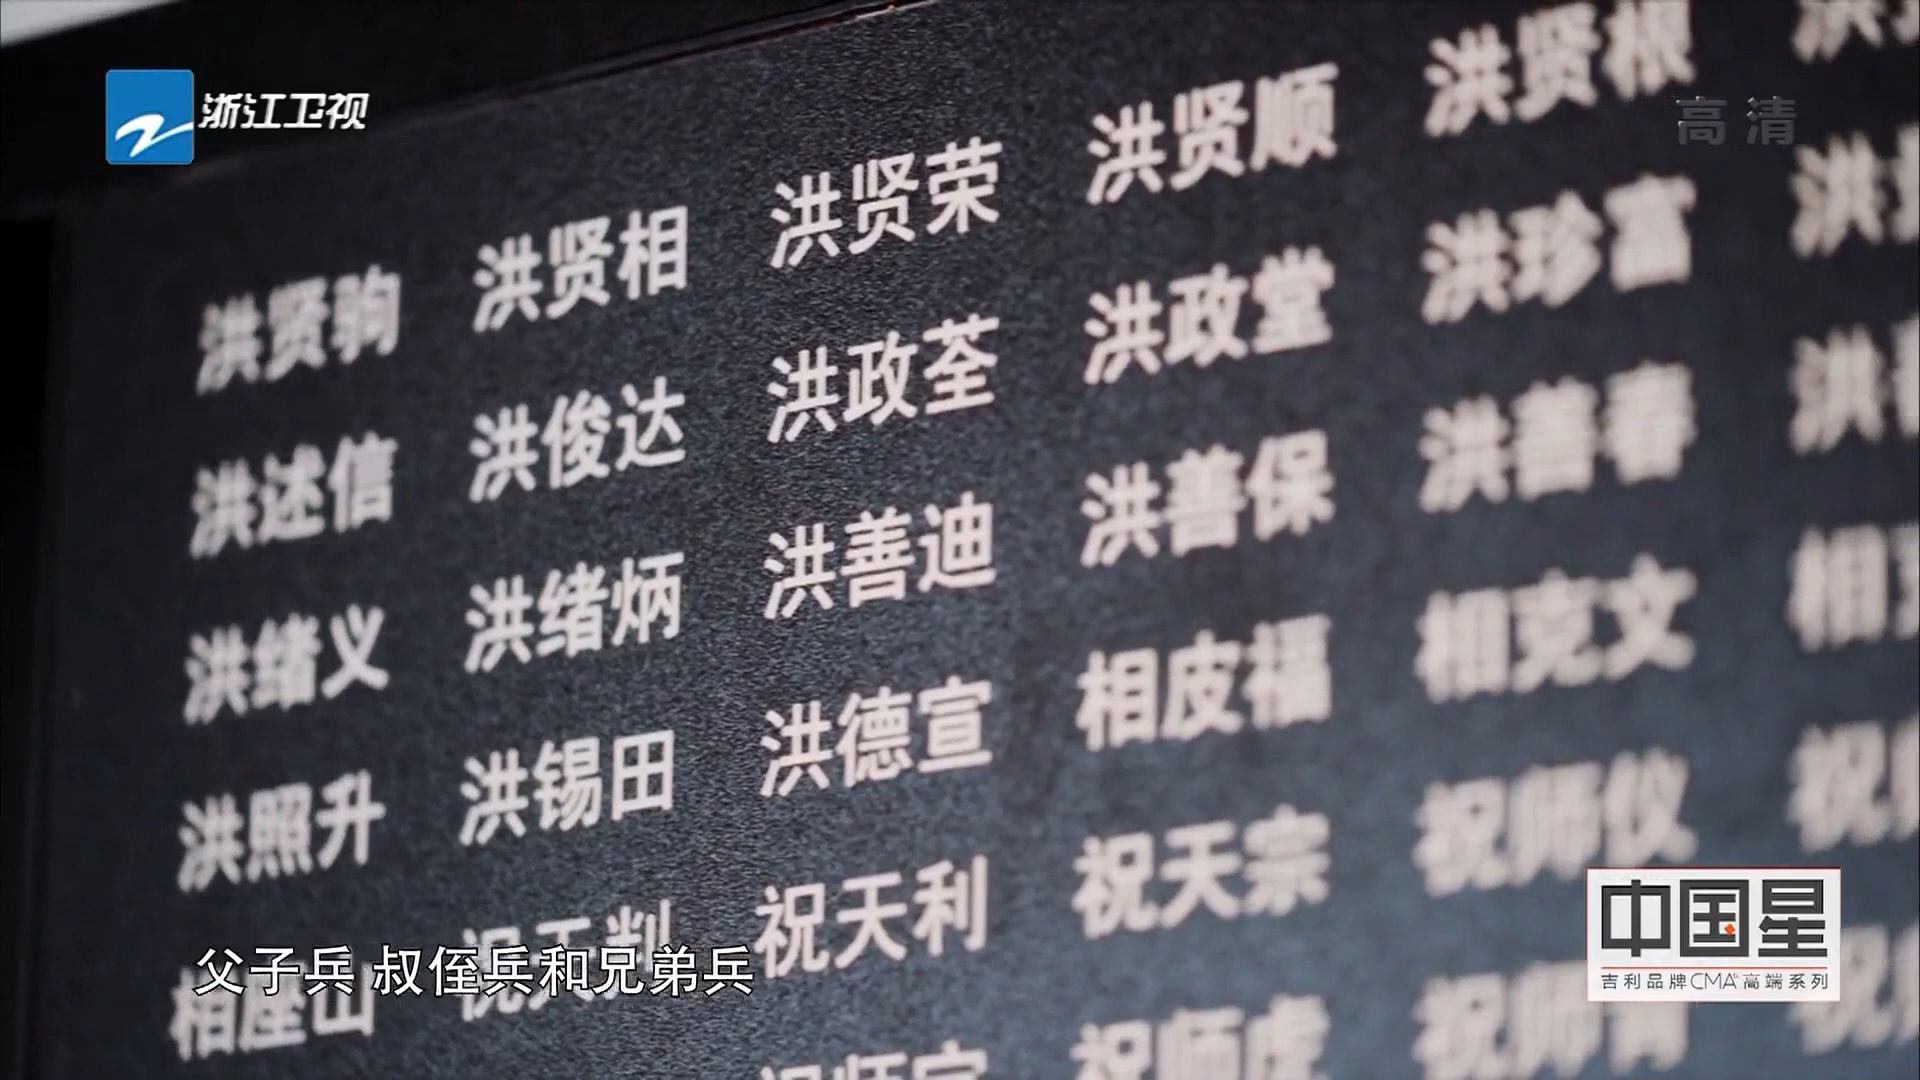 浙江卫视
高清
洪贤驹 洪贤相 洪贤荣 洪贤顺 洪贤根
洪述信 洪俊达 洪政荃 洪政堂 洪珍富
洪绪义 洪绪炳 洪善迪 洪善保 洪善春
洪照升 洪锡田 洪德宣 相皮福 相克文
祝天利 祝天宗 祝师仪
父子兵 叔侄兵和兄弟兵
中国星
吉利品牌CMA高端系列